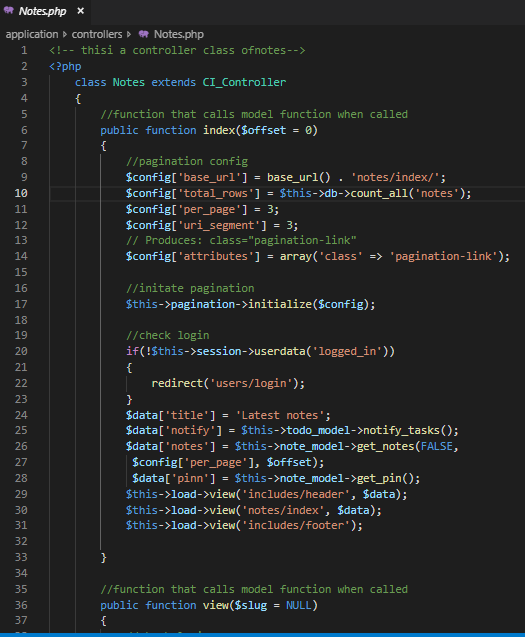 Notes.php ×
application > controllers > Notes.php
1 <!-- thisi a controller class ofnotes-->
2 <?php
3 class Notes extends CI_Controller
4 {
5 //function that calls model function when called
6 public function index($offset = 0)
7 {
8 //pagination config
9 $config['base_url'] = base_url() . 'notes/index/';
10 $config['total_rows'] = $this->db->count_all('notes');
11 $config['per_page'] = 3;
12 $config['uri_segment'] = 3;
13 // Produces: class="pagination-link"
14 $config['attributes'] = array('class' => 'pagination-link');
15
16 //initate pagination
17 $this->pagination->initialize($config);
18
19 //check login
20 if(!$this->session->userdata('logged_in'))
21 {
22 redirect('users/login');
23 }
24 $data['title'] = 'Latest notes';
25 $data['notify'] = $this->todo_model->notify_tasks();
26 $data['notes'] = $this->note_model->get_notes(FALSE,
27 $config['per_page'], $offset);
28 $data['pinn'] = $this->note_model->get_pin();
29 $this->load->view('includes/header', $data);
30 $this->load->view('notes/index', $data);
31 $this->load->view('includes/footer');
32
33 }
34
35 //function that calls model function when called
36 public function view($slug = NULL)
37 {